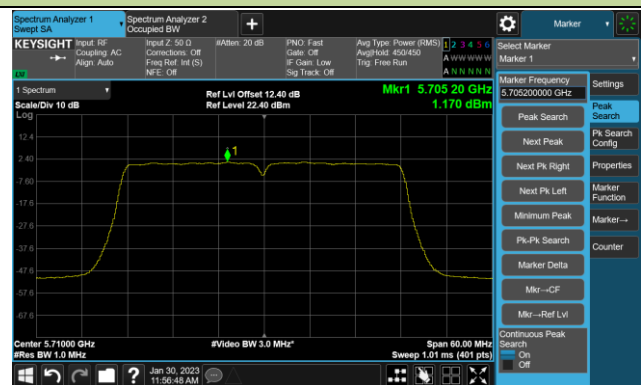 Spectrum Analyzer 1
Swept SA
Spectrum Analyzer 2
Occupied BW
+
Marker
KEYSIGHT
Input: RF
Coupling: AC
Align: Auto
Input Z: 50 Ω
Corrections: Off
Freq Ref: Int (S)
NFE: Off
#Atten: 20 dB
PNO: Fast
Gate: Off
IF Gain: Low
Sig Track: Off
Avg Type: Power (RMS)
Avg|Hold: 450/450
Trig: Free Run
1 2 3 4 5 6
A W W W W W
A N N N N N
LW
Select Marker
Marker 1
1 Spectrum
Scale/Div 10 dB
Log
Ref Lvl Offset 12.40 dB
Ref Level 22.40 dBm
Mkr1 5.705 20 GHz
1.170 dBm
1
12.4
2.40
-7.60
-17.6
-27.6
-37.6
-47.6
-57.6
-67.6
Center 5.71000 GHz
#Res BW 1.0 MHz
#Video BW 3.0 MHz*
Span 60.00 MHz
Sweep 1.01 ms (401 pts)
Marker Frequency
5.705200000 GHz
Peak Search
Next Peak
Next Pk Right
Next Pk Left
Minimum Peak
Pk-Pk Search
Marker Delta
Mkr→CF
Mkr→Ref Lvl
Continuous Peak
Search
On
Off
Settings
Peak
Search
Pk Search
Config
Properties
Marker
Function
Marker→
Counter
?
Jan 30, 2023
11:56:48 AM